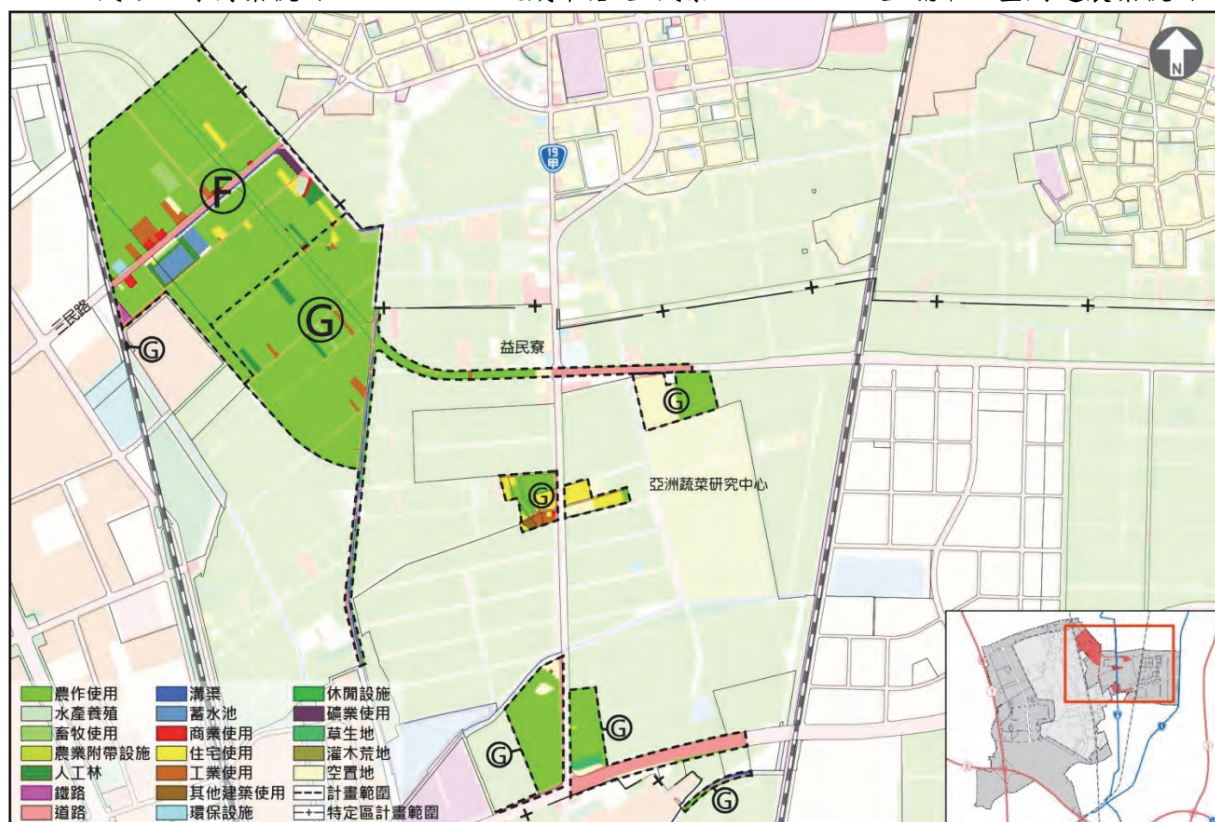 N
19
甲
F
G
三民路
G
益民寮
G
亞洲蔬菜研究中心
G
G
G
G
農作使用
水產養殖
畜牧使用
農業附帶設施
人工林
鐵路
道路
溝渠
蓄水池
商業使用
住宅使用
工業使用
其他建築使用
環保設施
休閒設施
礦業使用
草生地
灌木荒地
空置地
計畫範圍
特定區計畫範圍